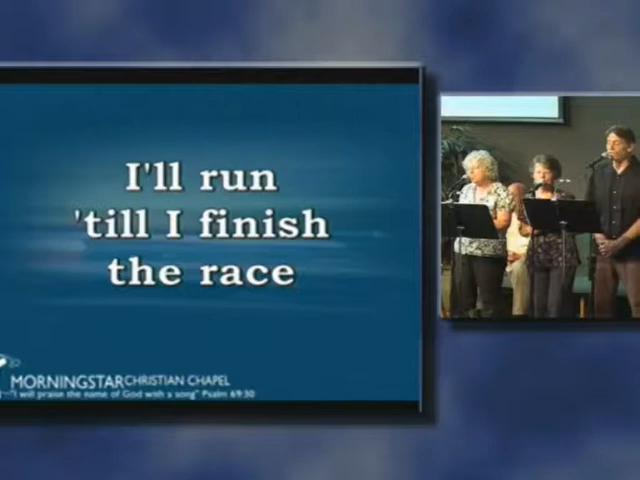 I'll run
'till I finish
the race
MORNINGSTAR CHRISTIAN CHAPEL
"I will praise the name of God with a song" Psalm 69:30